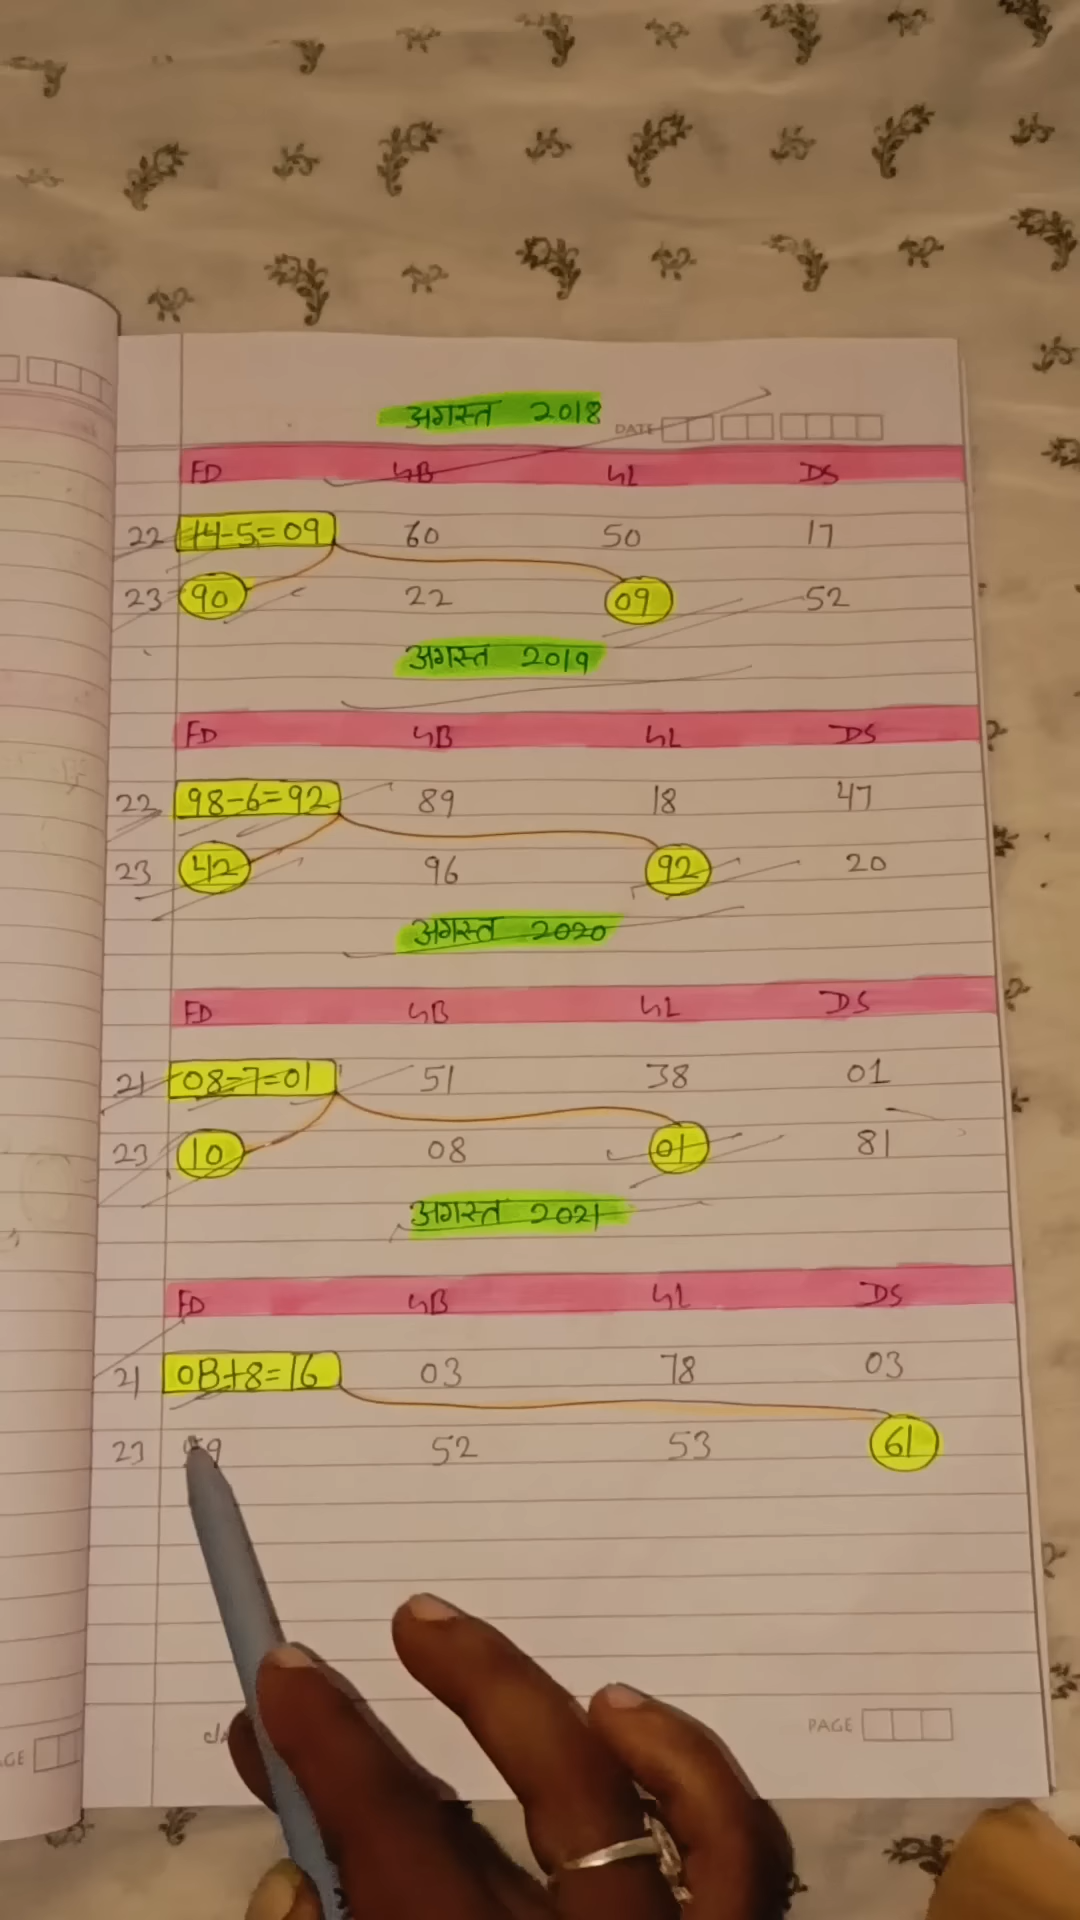 अगस्त 2018
DATE
FD GB GL DS
22 14-5=09 60 50 17
23 90 22 09 52
अगस्त 2019
FD GB GL DS
22 98-6=92 89 18 47
23 42 96 92 20
अगस्त 2020
FD GB GL DS
21 08-7=01 51 38 01
23 10 08 01 81
अगस्त 2021
FD GB GL DS
21 08+8=16 03 78 03
23 52 53 61
PAGE